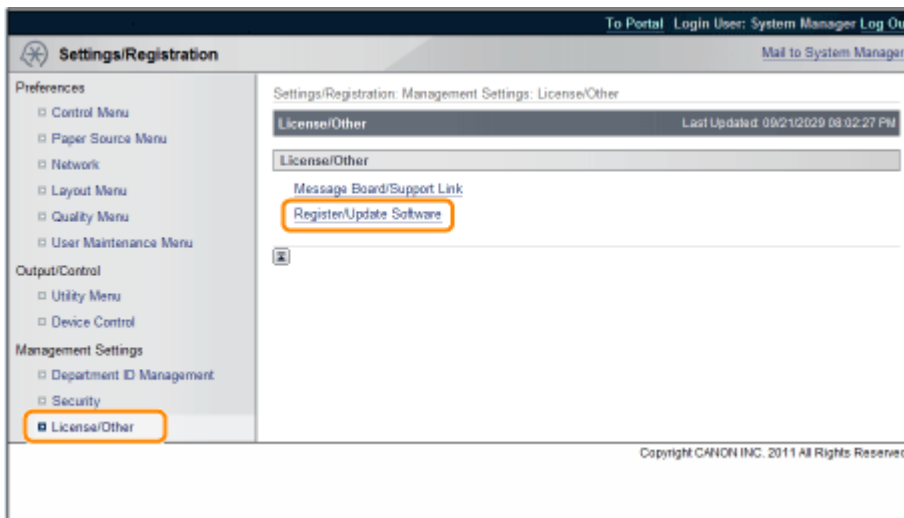 To Portal Login User: System Manager Log Ou
Settings/Registration
Mail to System Manager
Preferences
Control Menu
Paper Source Menu
Network
Layout Menu
Quality Menu
User Maintenance Menu
Output/Control
Utility Menu
Device Control
Management Settings
Department ID Management
Security
License/Other
Settings/Registration: Management Settings: License/Other
License/Other
Last Updated: 09/21/2029 08:02:27 PM
License/Other
Message Board/Support Link
Register/Update Software
Copyright CANON INC. 2011 All Rights Reserved